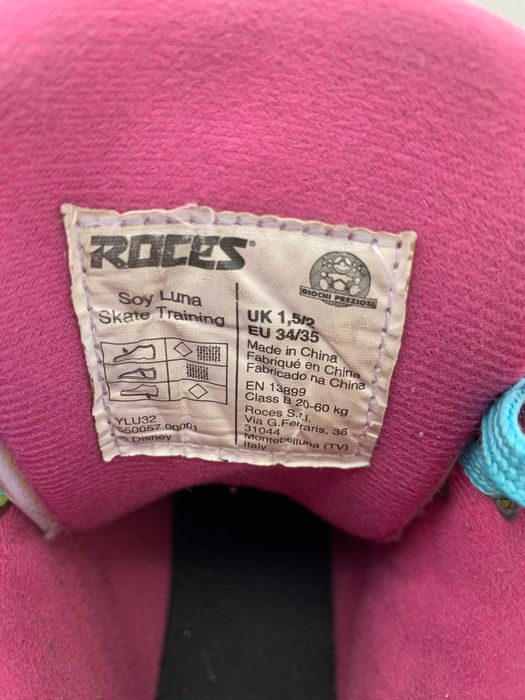 ROCES
GIOCHI PREZIOSI
Soy Luna
Skate Training
UK 1,5/2
EU 34/35
Made in China
Fabriqué en China
Fabricado na China
EN 13899
Class B 20-60 kg
Roces S.r.l.
Via G.Ferraris, 36
31044
Montebelluna (TV)
Italy
YLU32
550057 00001
© Disney